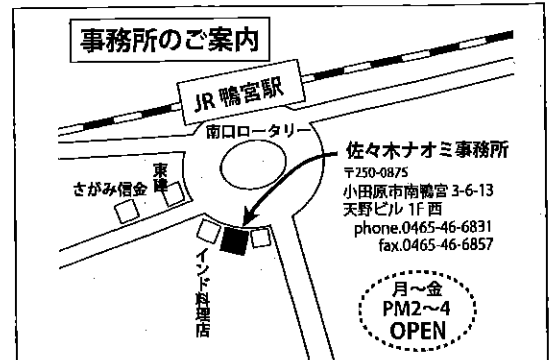 事務所のご案内
JR 鴨宮駅
南口ロータリー
東建
さがみ信金
インド料理店
佐々木ナオミ事務所
〒250-0875
小田原市南鴨宮 3-6-13
天野ビル 1F 西
phone.0465-46-6831
fax.0465-46-6857
月~金
PM2~4
OPEN